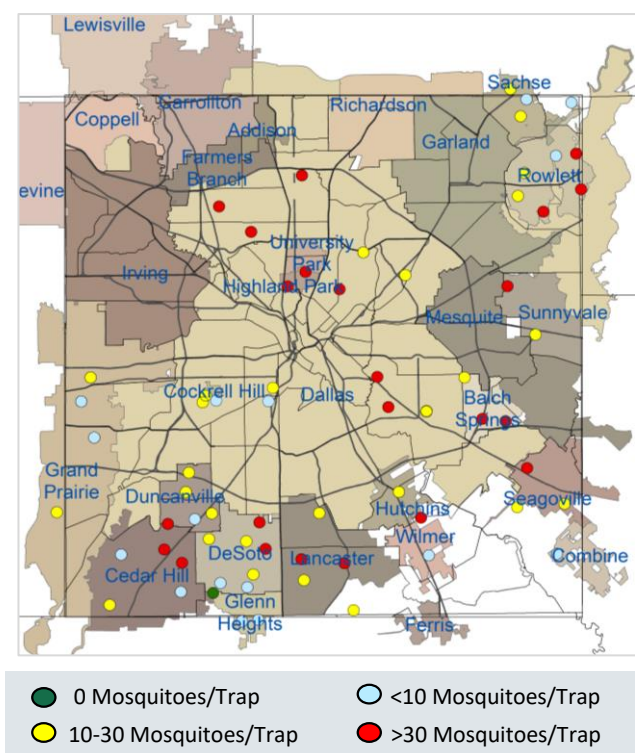 Lewisville
Sachse
Carrollton
Richardson
Coppell
Addison
Garland
Farmers
Branch
Rowlett
evine
University
Park
Irving
Highland Park
Mesquite
Sunnyvale
Cockrell Hill
Dallas
Balch
Springs
Grand
Prairie
Duncanville
Hutchins
Seagoville
Wilmer
DeSoto
Lancaster
Combine
Cedar Hill
Glenn
Heights
Ferris
0 Mosquitoes/Trap
<10 Mosquitoes/Trap
10-30 Mosquitoes/Trap
>30 Mosquitoes/Trap